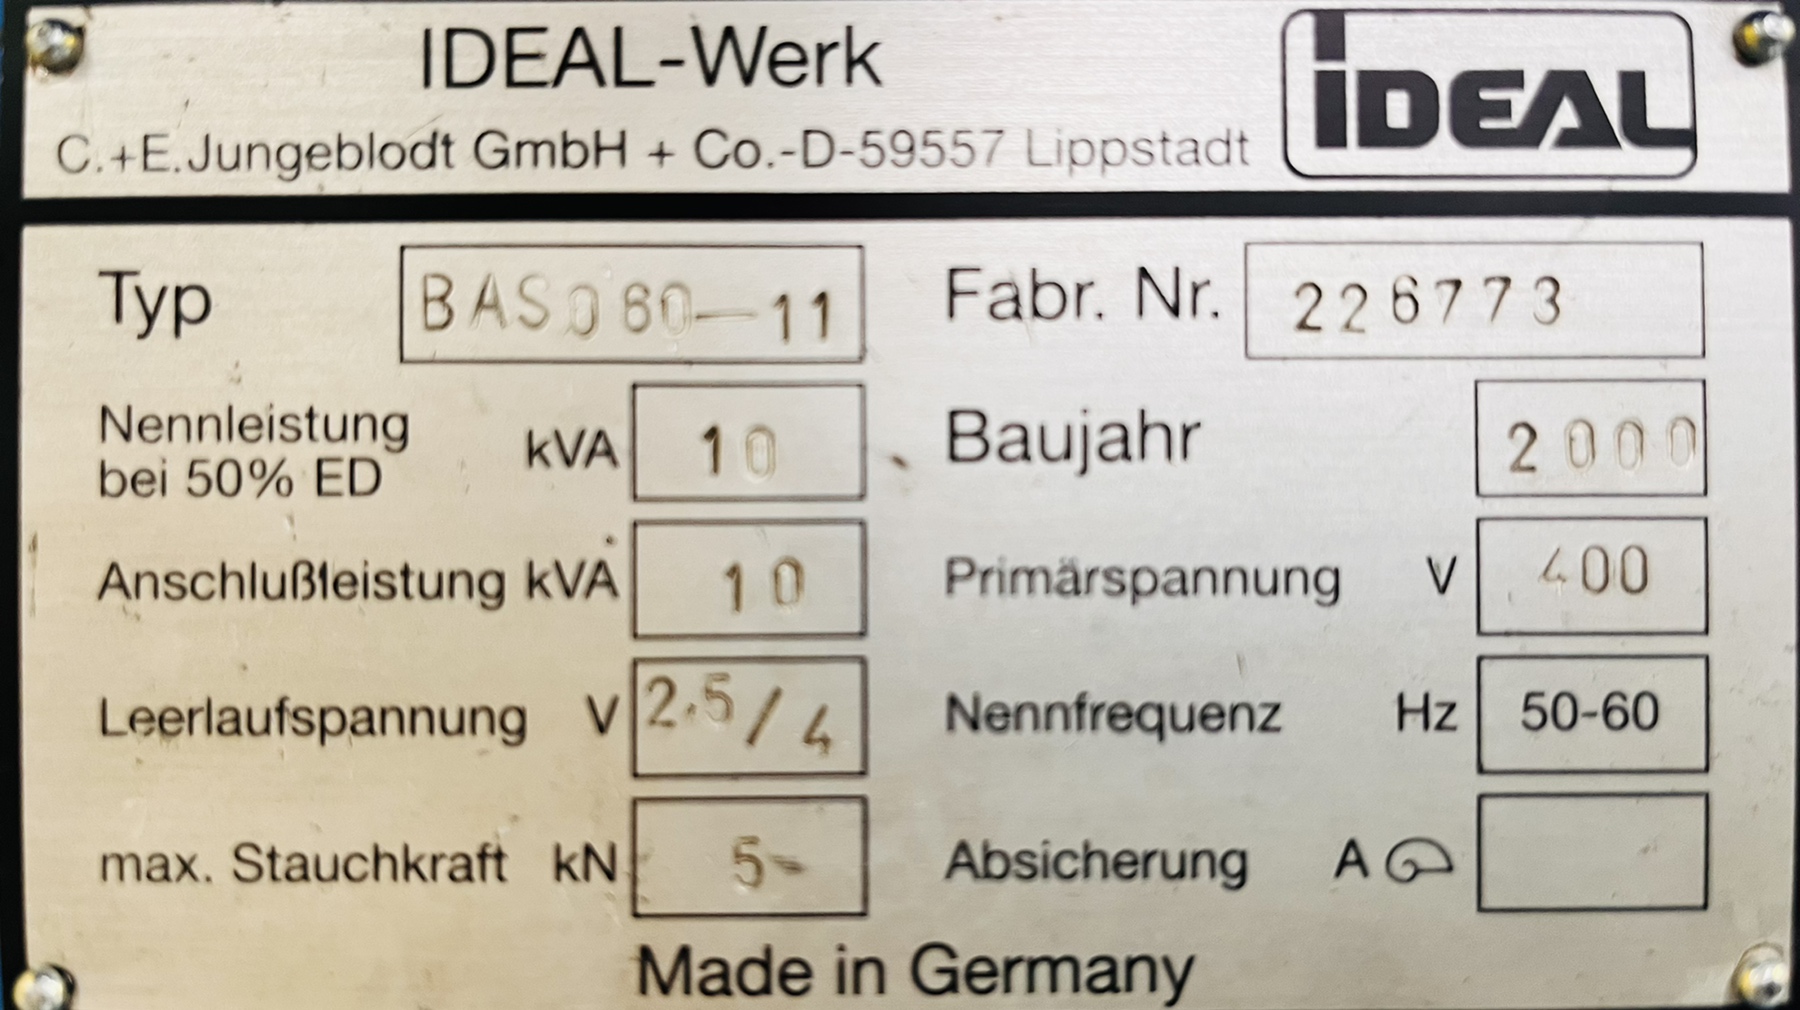 IDEAL-Werk
C.+E.Jungeblodt GmbH + Co.-D-59557 Lippstadt
iDEAL
Typ BAS060-11 Fabr. Nr. 226773
Nennleistung bei 50% ED kVA 10 Baujahr 2000
Anschlußleistung kVA 10 Primärspannung V 400
Leerlaufspannung V 2.5/4 Nennfrequenz Hz 50-60
max. Stauchkraft kN 5- Absicherung A
Made in Germany